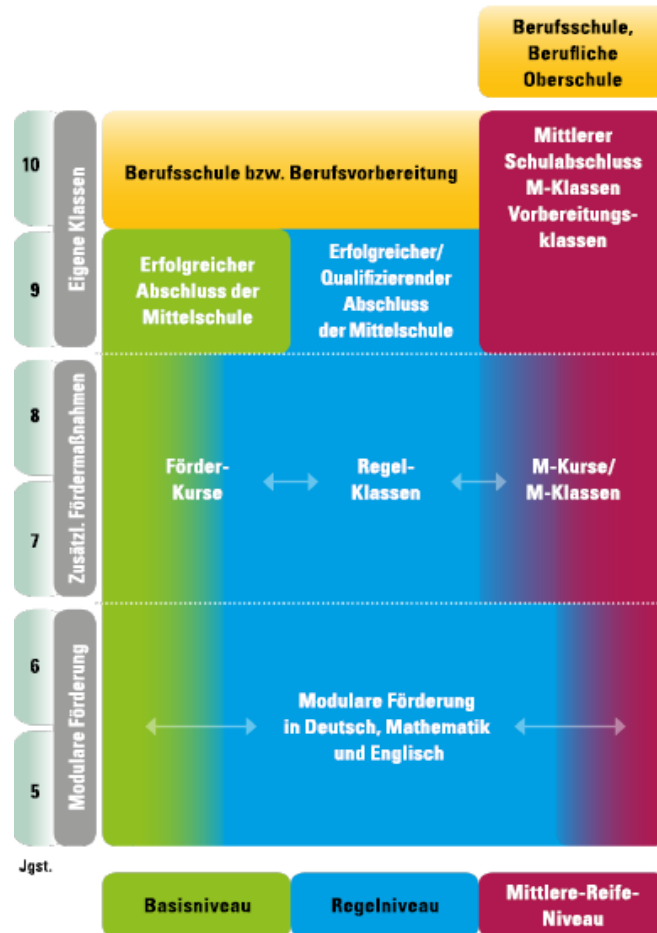 Berufsschule,
Berufliche
Oberschule
10
Eigene Klassen
Berufsschule bzw. Berufsvorbereitung
Mittlerer
Schulabschluss
M-Klassen
Vorbereitungs-
klassen
9
Erfolgreicher
Abschluss der
Mittelschule
Erfolgreicher/
Qualifizierender
Abschluss
der Mittelschule
8
Zusätzl. Fördermaßnahmen
Förder-
Kurse
Regel-
Klassen
M-Kurse/
M-Klassen
7
6
Modulare Förderung
Modulare Förderung
in Deutsch, Mathematik
und Englisch
5
Jgst.
Basisniveau
Regelniveau
Mittlere-Reife-
Niveau